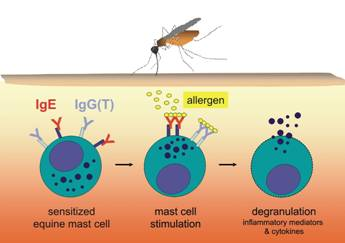 IgE IgG(T)
allergen
sensitized
equine mast cell
mast cell
stimulation
degranulation
inflammatory mediators
& cytokines